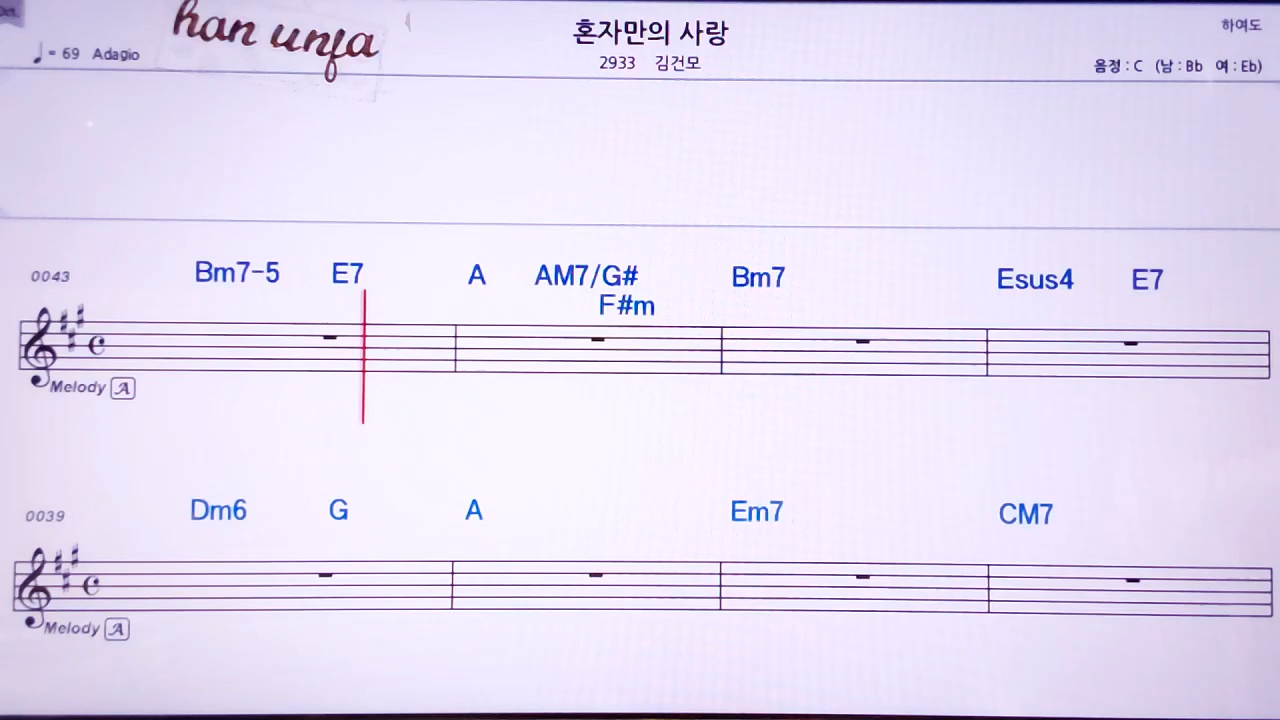 han unfa
혼자만의 사랑
하여도
♩= 69 Adagio
2933 김건모
음정 : C (남 : Bb 여 : Eb)
0043 Bm7-5 E7 A AM7/G# Bm7 Esus4 E7
F#m
Melody A
0039 Dm6 G A Em7 CM7
Melody A